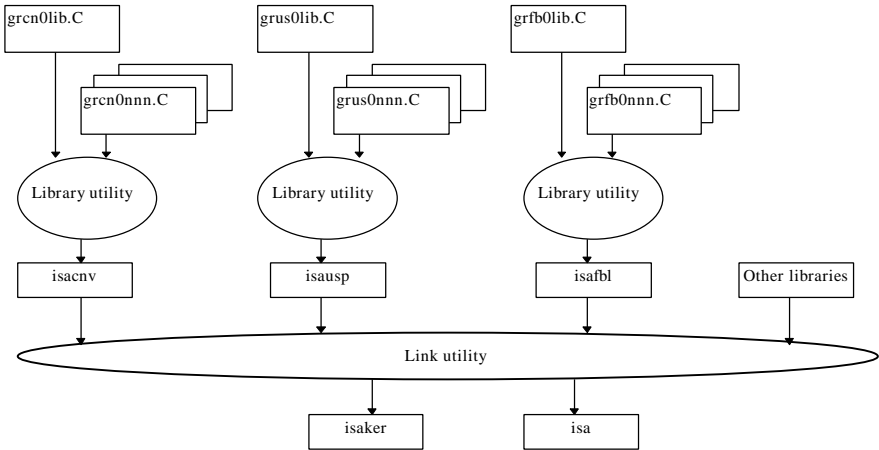 grcn0lib.C
grus0lib.C
grfb0lib.C
grcn0nnn.C
grus0nnn.C
grfb0nnn.C
Library utility
Library utility
Library utility
isacnv
isausp
isafbl
Other libraries
Link utility
isaker
isa